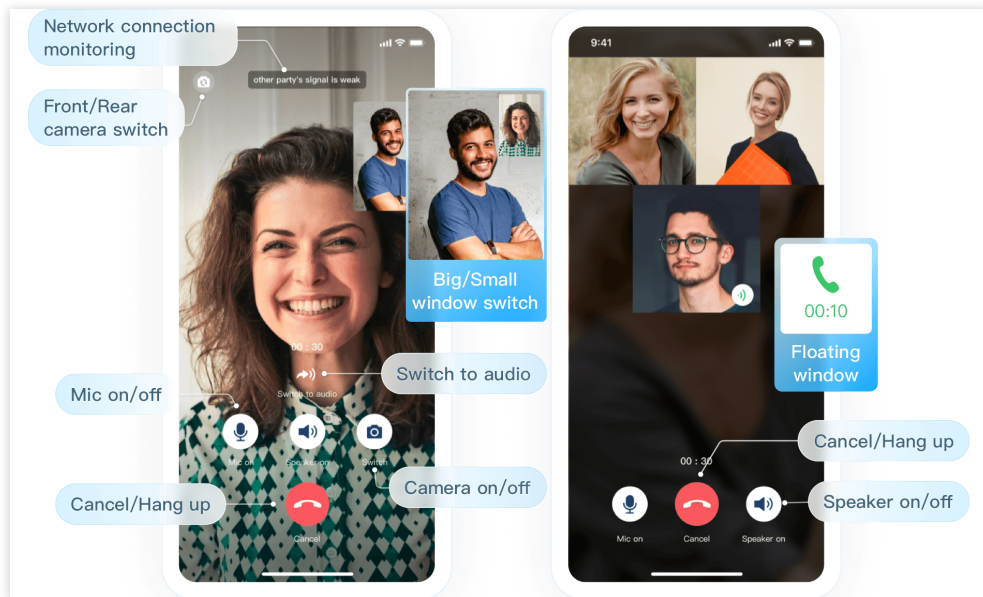 Network connection
monitoring
other party's signal is weak
Front/Rear
camera switch
Big/Small
window switch
00 : 30
Switch to audio
Switch to audio
Mic on/off
Mic on
Speaker on
Switch
Camera on/off
Cancel/Hang up
Cancel
9:41
00:10
Floating
window
Cancel/Hang up
00 : 30
Speaker on/off
Mic on
Cancel
Speaker on